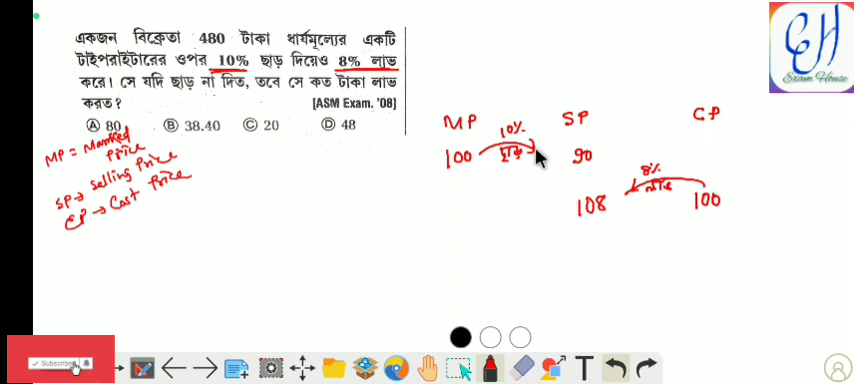 একজন বিক্রেতা 480 টাকা ধার্যমূল্যের একটি
টাইপরাইটারের ওপর 10% ছাড় দিয়েও 8% লাভ
করে। সে যদি ছাড় না দিত, তবে সে কত টাকা লাভ
করত? [ASM Exam. '08]
Ⓐ 80 Ⓑ 38.40 Ⓒ 20 Ⓓ 48
MP = Marked
Price
SP → Selling Price
CP → Cost Price
MP SP CP
10%
100 ছাড় 90
8%
লাভ
108 100
CH
Exam House
✓ Subscribed
T